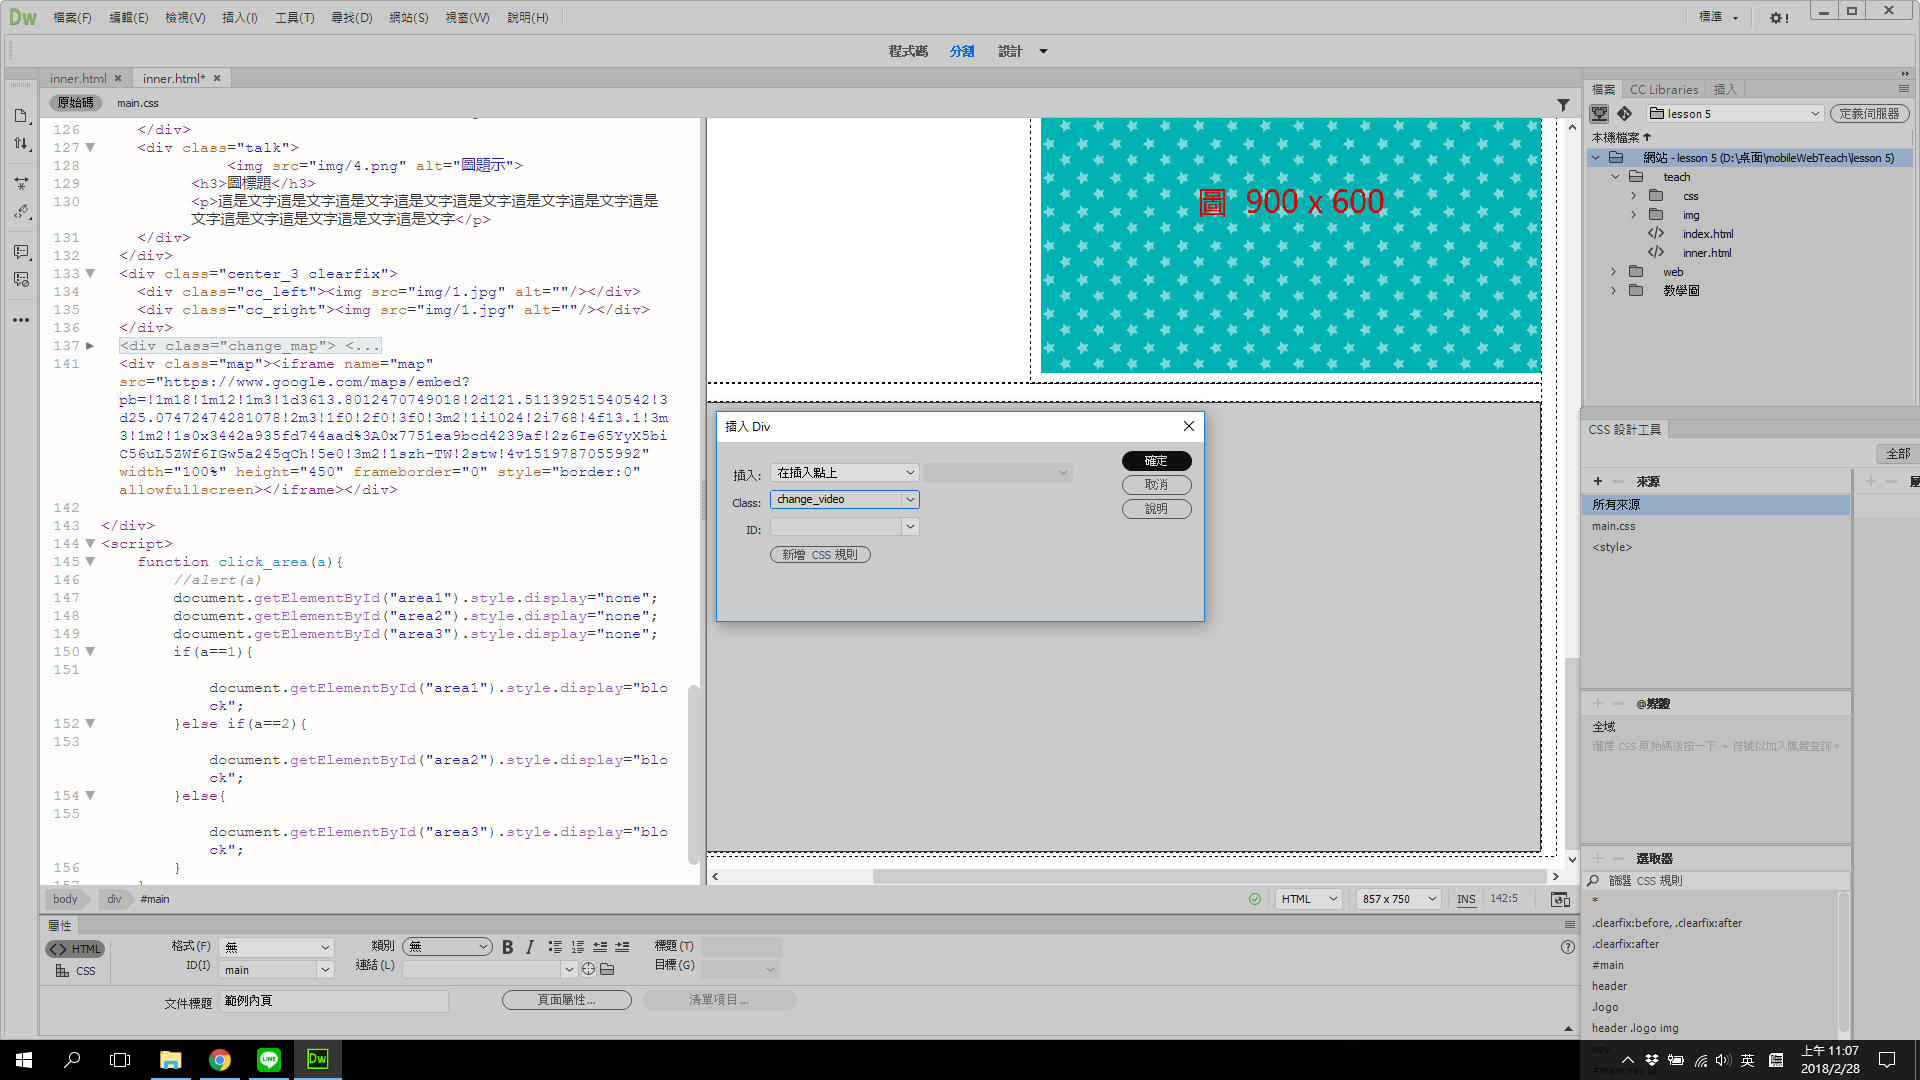 Dw 檔案(F) 編輯(E) 檢視(V) 插入(I) 工具(T) 尋找(D) 網站(S) 視窗(W) 說明(H) 標準
程式碼 分割 設計
inner.html × inner.html* ×
原始碼 main.css
126 </div>
127 <div class="talk">
128 <img src="img/4.png" alt="圖題示">
129 <h3>圖標題</h3>
130 <p>這是文字這是文字這是文字這是文字這是文字這是文字這是文字這是
文字這是文字這是文字這是文字這是文字</p>
131 </div>
132 </div>
133 <div class="center_3 clearfix">
134 <div class="cc_left"><img src="img/1.jpg" alt=""/></div>
135 <div class="cc_right"><img src="img/1.jpg" alt=""/></div>
136 </div>
137 <div class="change_map"> <...
141 <div class="map"><iframe name="map"
src="https://www.google.com/maps/embed?
pb=!1m18!1m12!1m3!1d3613.8012470749018!2d121.51139251540542!3
d25.07472474281078!2m3!1f0!2f0!3f0!3m2!1i1024!2i768!4f13.1!3m
3!1m2!1s0x3442a935fd744aad%3A0x7751ea9bcd4239af!2z6Ie65YyX5bi
C56uL5ZWf6IGw5a245qCh!5e0!3m2!1szh-TW!2stw!4v1519787055992"
width="100%" height="450" frameborder="0" style="border:0"
allowfullscreen></iframe></div>
142
143 </div>
144 <script>
145 function click_area(a){
146 //alert(a)
147 document.getElementById("area1").style.display="none";
148 document.getElementById("area2").style.display="none";
149 document.getElementById("area3").style.display="none";
150 if(a==1){
151
document.getElementById("area1").style.display="blo
ck";
152 }else if(a==2){
153
document.getElementById("area2").style.display="blo
ck";
154 }else{
155
document.getElementById("area3").style.display="blo
ck";
156 }
圖 900 x 600
插入 Div
插入: 在插入點上
Class: change_video
ID:
新增 CSS 規則
確定
取消
說明
body div #main
HTML 857 x 750 INS 142:5
屬性
HTML
CSS
格式(F) 無
ID(I) main
類別 無
連結(L)
B I
標題(T)
目標(G)
文件標題 範例內頁
頁面屬性...
清單項目...
檔案 CC Libraries 插入
lesson 5 定義伺服器
本機檔案
網站 - lesson 5 (D:\桌面\mobileWebTeach\lesson 5)
teach
css
img
index.html
inner.html
web
教學圖
CSS 設計工具
全部
來源
所有來源
main.css
<style>
@媒體
全域
選擇 CSS 原始碼後按一下 + 符號以加入媒體查詢。
選取器
篩選 CSS 規則
*
.clearfix:before, .clearfix:after
.clearfix:after
#main
header
.logo
header .logo img
LINE
Dw
英
上午 11:07
2018/2/28